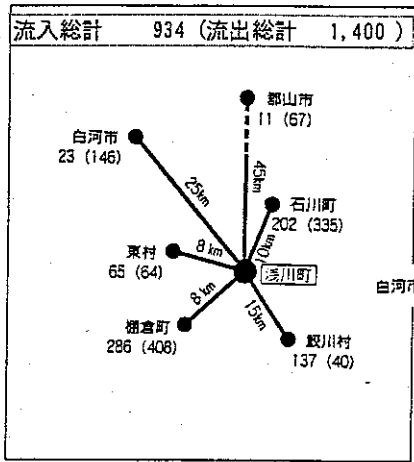 流入総計 934 (流出総計 1,400 )
郡山市
11 (67)
白河市
23 (146)
45km
25km
石川町
202 (335)
10km
東村
65 (64)
8km
浅川町
白河市
8km
棚倉町
286 (408)
15km
鮫川村
137 (40)